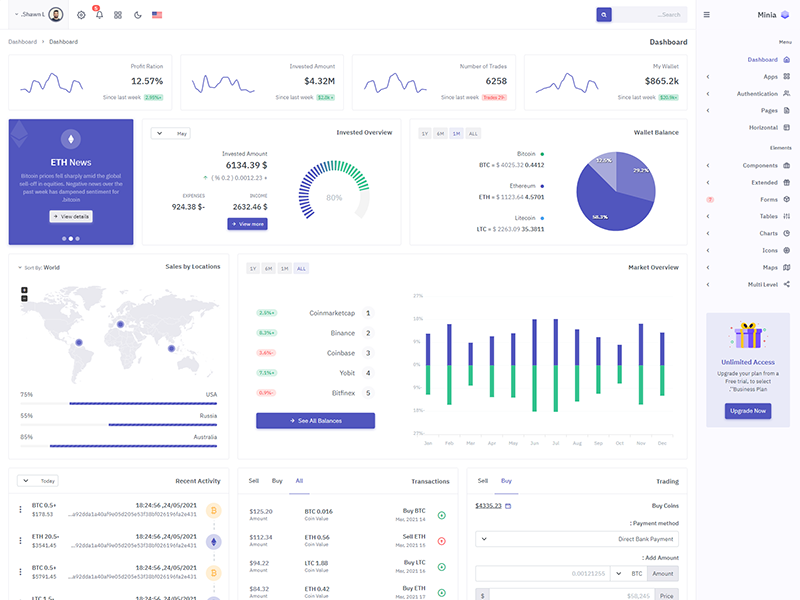 Shawn L.
5
Search...
Minia
Menu
Dashboard
Apps
Authentication
Pages
Horizontal
Elements
Components
Extended
Forms
7
Tables
Charts
Icons
Maps
Multi Level
Unlimited Access
Upgrade your plan from a
Free trial, to select
'Business Plan'.
Upgrade Now
Dashboard
Dashboard < Dashboard
My Wallet
$865.2k
Since last week
Number of Trades
6258
Since last week Trades 29-
Invested Amount
$4.32M
Since last week
Profit Ration
12.57%
Since last week 2.95%+
Wallet Balance
1Y 6M 1M ALL
Bitcoin
BTC = $ 4025.32 0.4412
Ethereum
ETH = $ 1123.64 4.5701
Litecoin
LTC = $ 2263.09 35.3811
29.2%
58.3%
Invested Overview
May
Invested Amount
6134.39 $
( % 0.2 ) 0.0012.23 +
EXPENSES
924.38 $-
INCOME
2632.46 $
View more
80%
ETH News
Bitcoin prices fell sharply amid the global
sell-off in equities. Negative news over the
past week has dampened sentiment for
.bitcoin
View details
Market Overview
1Y 6M 1M ALL
Coinmarketcap 1
Binance 2
8.3%+
Coinbase 3
3.6%-
Yobit 4
7.1%+
Bitfinex 5
0.9%-
See All Balances
27%
18%
9%
0%
9%-
18%-
27%-
Jan Feb Mar Apr May Jun Jul Aug Sep Oct Nov Dec
Sales by Locations
Sort By: World
+
-
75% USA
55% Russia
85% Australia
Trading
Sell Buy
Buy Coins
$4335.23
: Payment method
Direct Bank Payment
: Add Amount
Amount BTC 0.00121255
Price $58,245 $
Transactions
Sell Buy All
$125.20
Amount
BTC 0.016
Coin Value
Buy BTC
Mar, 2021 14
$112.34
Amount
ETH 0.56
Coin Value
Sell ETH
Mar, 2021 15
$94.22
Amount
LTC 1.88
Coin Value
Buy LTC
Mar, 2021 16
$84.32
Amount
ETH 0.42
Coin Value
Buy ETH
Recent Activity
Today
BTC 0.5+
$178.53
18:24:56 ,24/05/2021
ETH 20.5+
$3541.45
18:24:56 ,24/05/2021
BTC 0.5+
$5791.45
18:24:56 ,24/05/2021
LTC 1.5+
18:24:56 ,24/05/2021